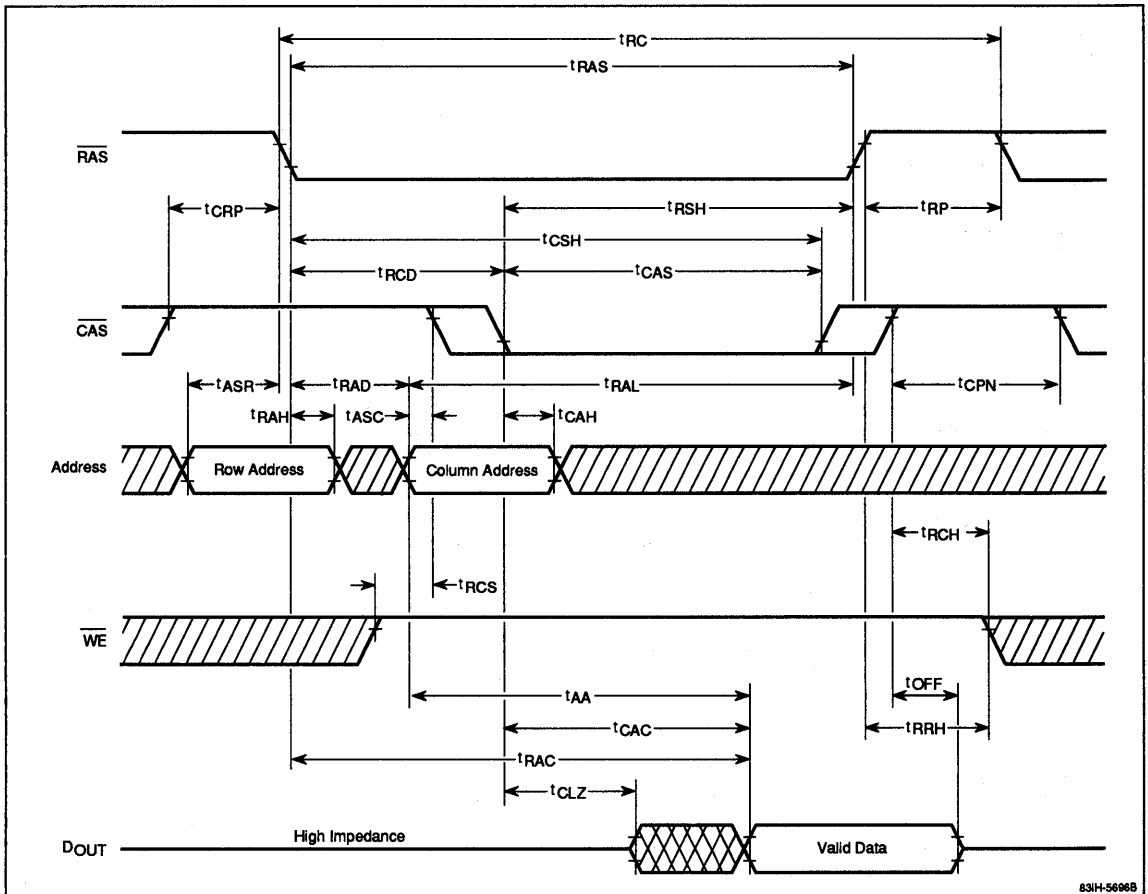 tRC
tRAS
RAS
tCRP
tRSH
tRP
tCSH
tRCD
tCAS
CAS
tASR
tRAD
tRAL
tCPN
tRAH
tASC
tCAH
Address
Row Address
Column Address
tRCH
tRCS
WE
tAA
tOFF
tCAC
tRRH
tRAC
tCLZ
DOUT
High Impedance
Valid Data
83IH-5696B